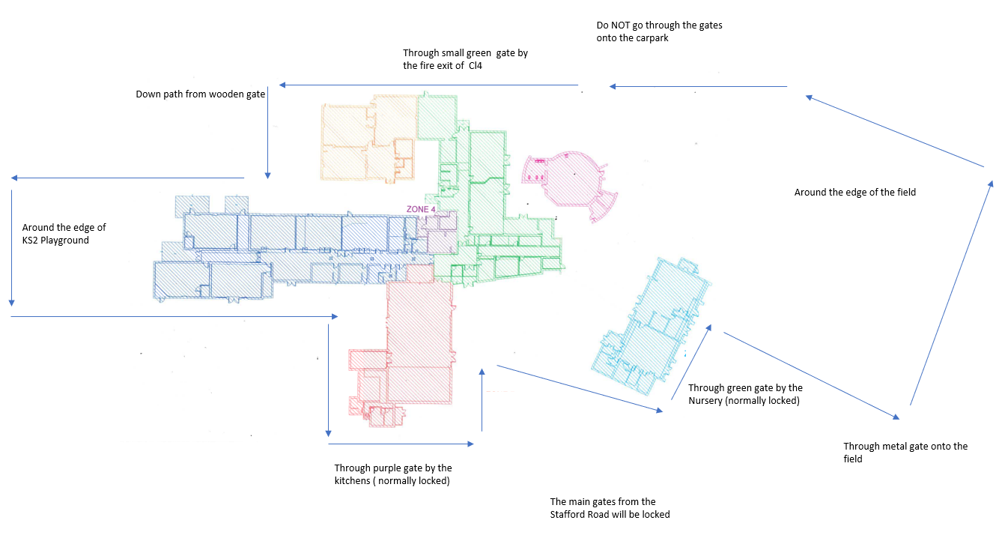 Do NOT go through the gates
onto the carpark
Through small green  gate by
the fire exit of  Cl4
Down path from wooden gate
Around the edge of the field
ZONE 4
Around the edge of
KS2 Playground
Through green gate by the
Nursery (normally locked)
Through metal gate onto the
field
Through purple gate by the
kitchens ( normally locked)
The main gates from the
Stafford Road will be locked